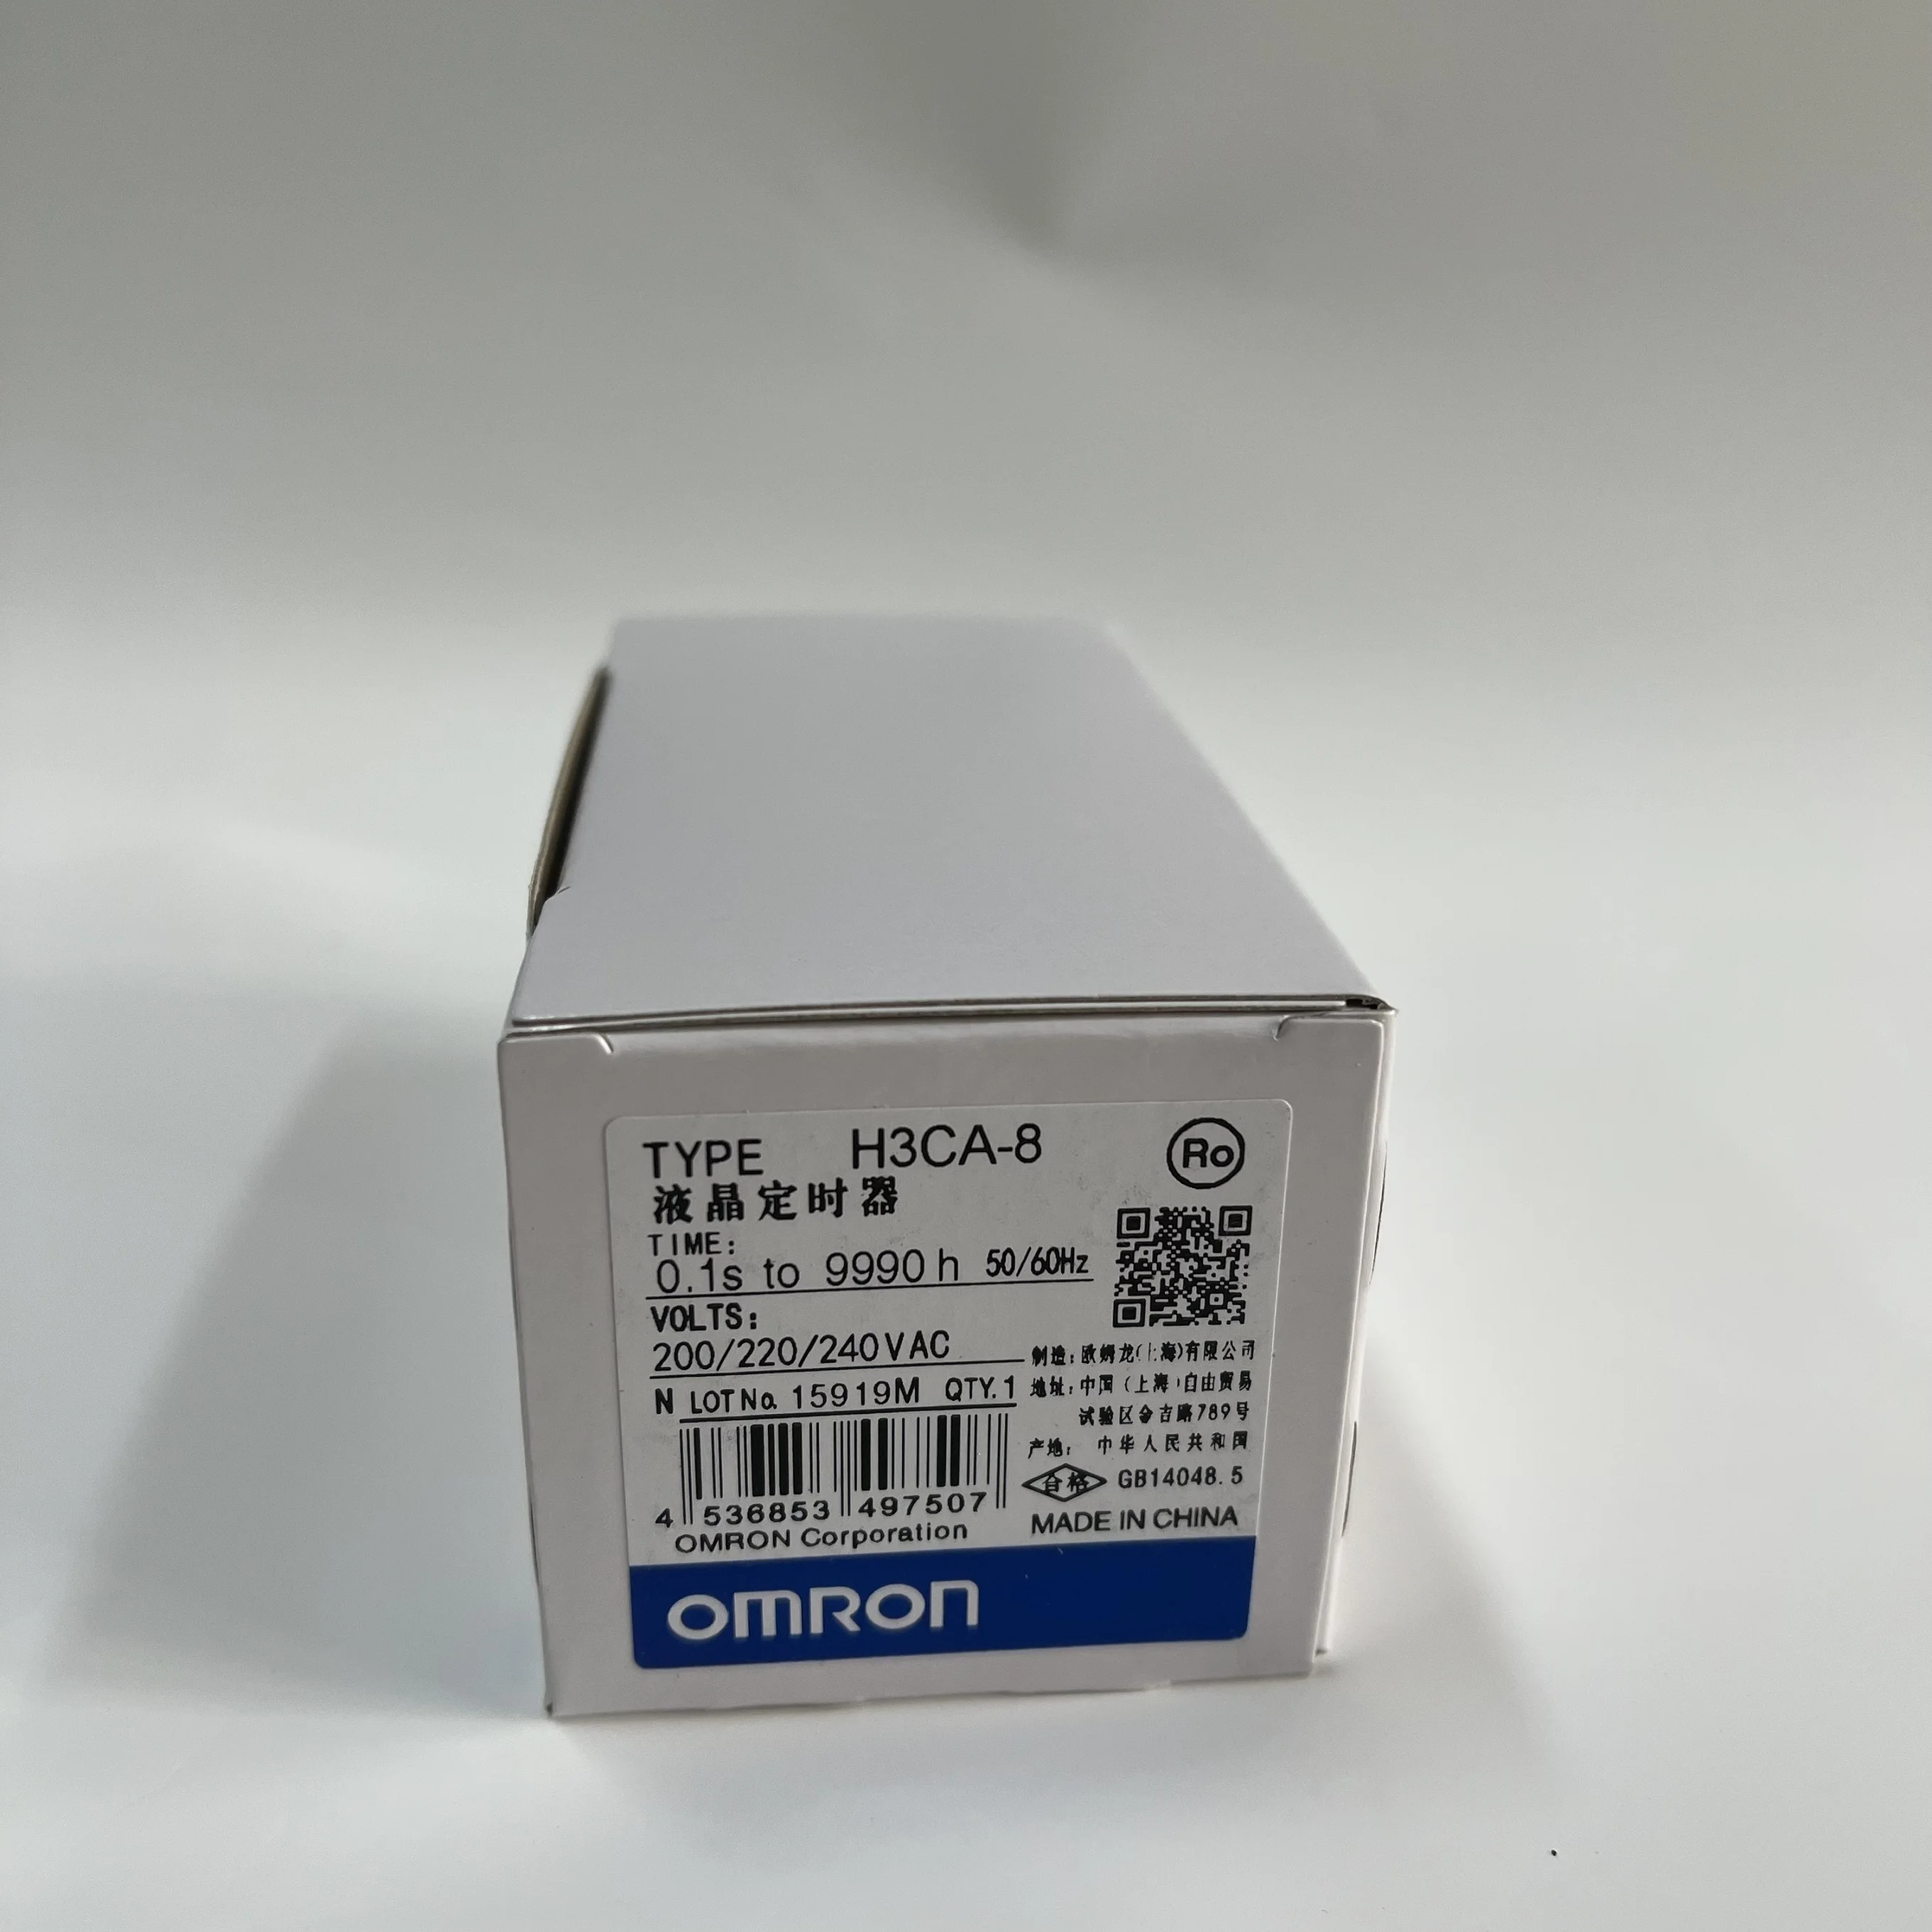 TYPE H3CA-8
Ro
液晶定时器
TIME:
0.1s to 9990h 50/60Hz
VOLTS:
200/220/240VAC
N LOT No. 15919M QTY.1
4 536853 497507
OMRON Corporation
制造:欧姆龙(上海)有限公司
地址:中国(上海)自由贸易
试验区金吉路789号
产地: 中华人民共和国
合格 GB14048.5
MADE IN CHINA
OMRON